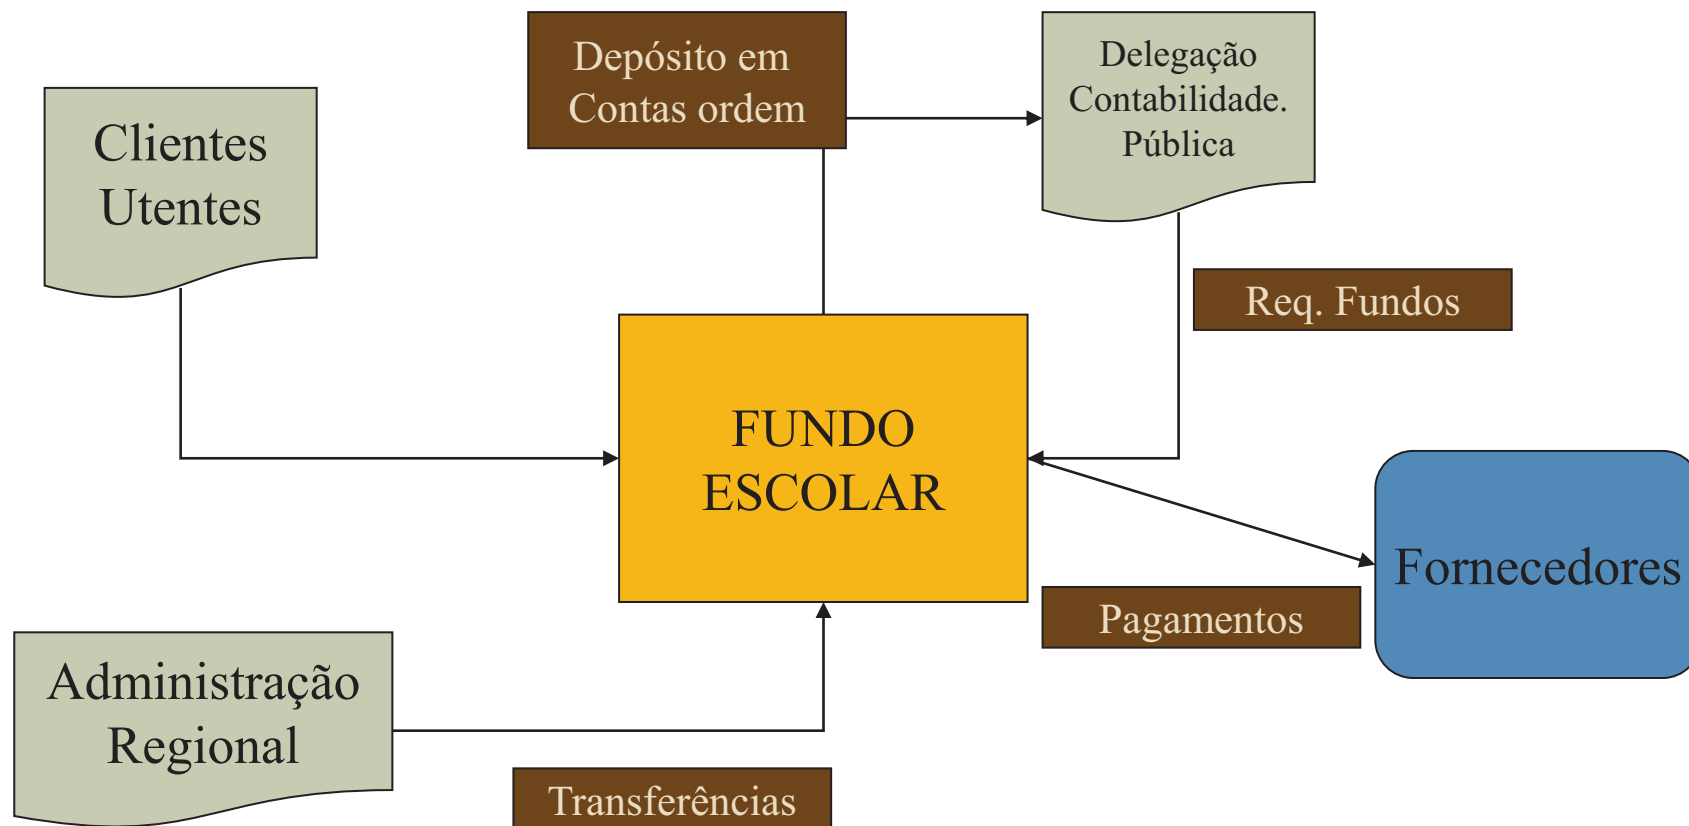 Depósito em
Contas ordem
Delegação
Contabilidade.
Pública
Clientes
Utentes
Req. Fundos
FUNDO
ESCOLAR
Fornecedores
Pagamentos
Administração
Regional
Transferências